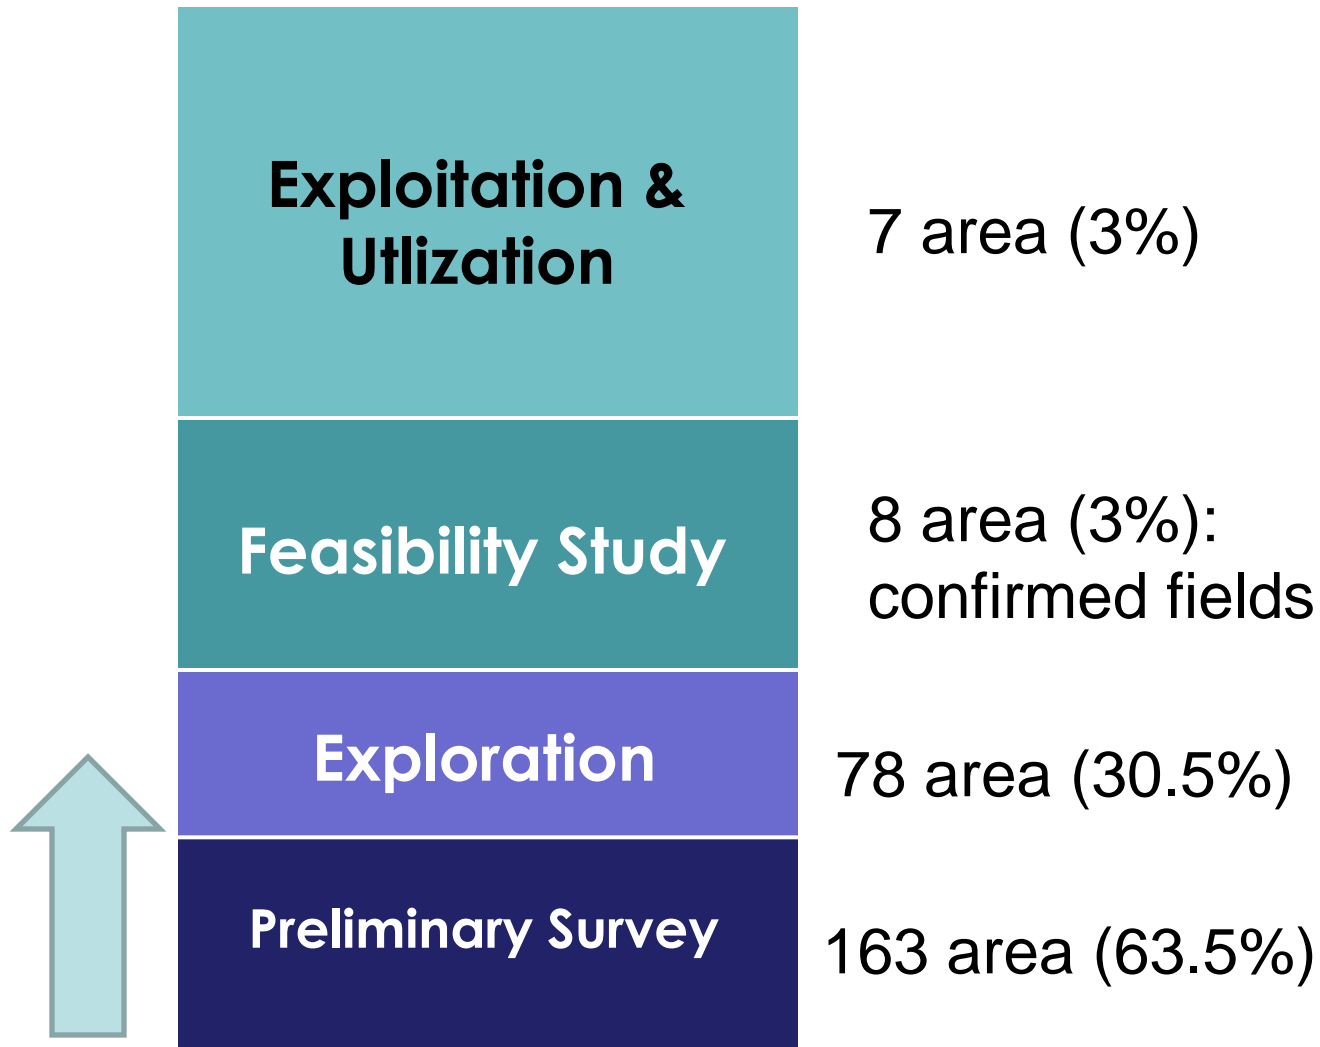 Exploitation &
Utlization
7 area (3%)
Feasibility Study
8 area (3%):
confirmed fields
Exploration
78 area (30.5%)
Preliminary Survey
163 area (63.5%)